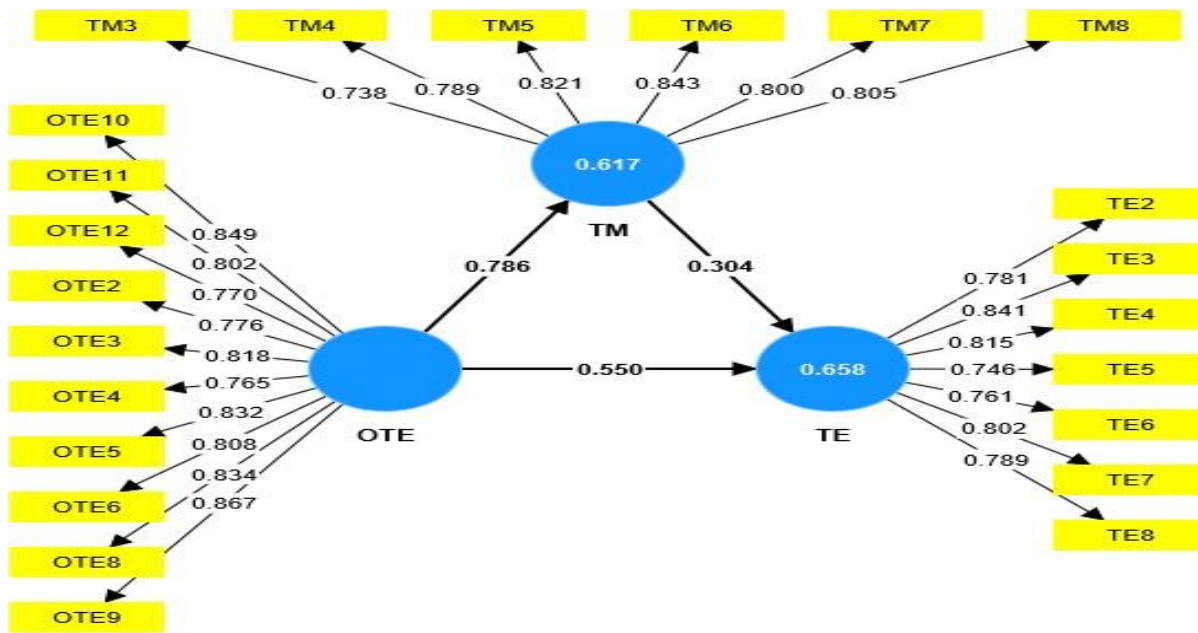 TM3 TM4 TM5 TM6 TM7 TM8
0.738 0.789 0.821 0.843 0.800 0.805
OTE10
OTE11
OTE12
OTE2
OTE3
OTE4
OTE5
OTE6
OTE8
OTE9
0.849
0.802
0.770
0.776
0.818
0.765
0.832
0.808
0.834
0.867
0.617
TM
0.786
0.304
0.550
OTE
0.658
TE
0.781
0.841
0.815
0.746
0.761
0.802
0.789
TE2
TE3
TE4
TE5
TE6
TE7
TE8